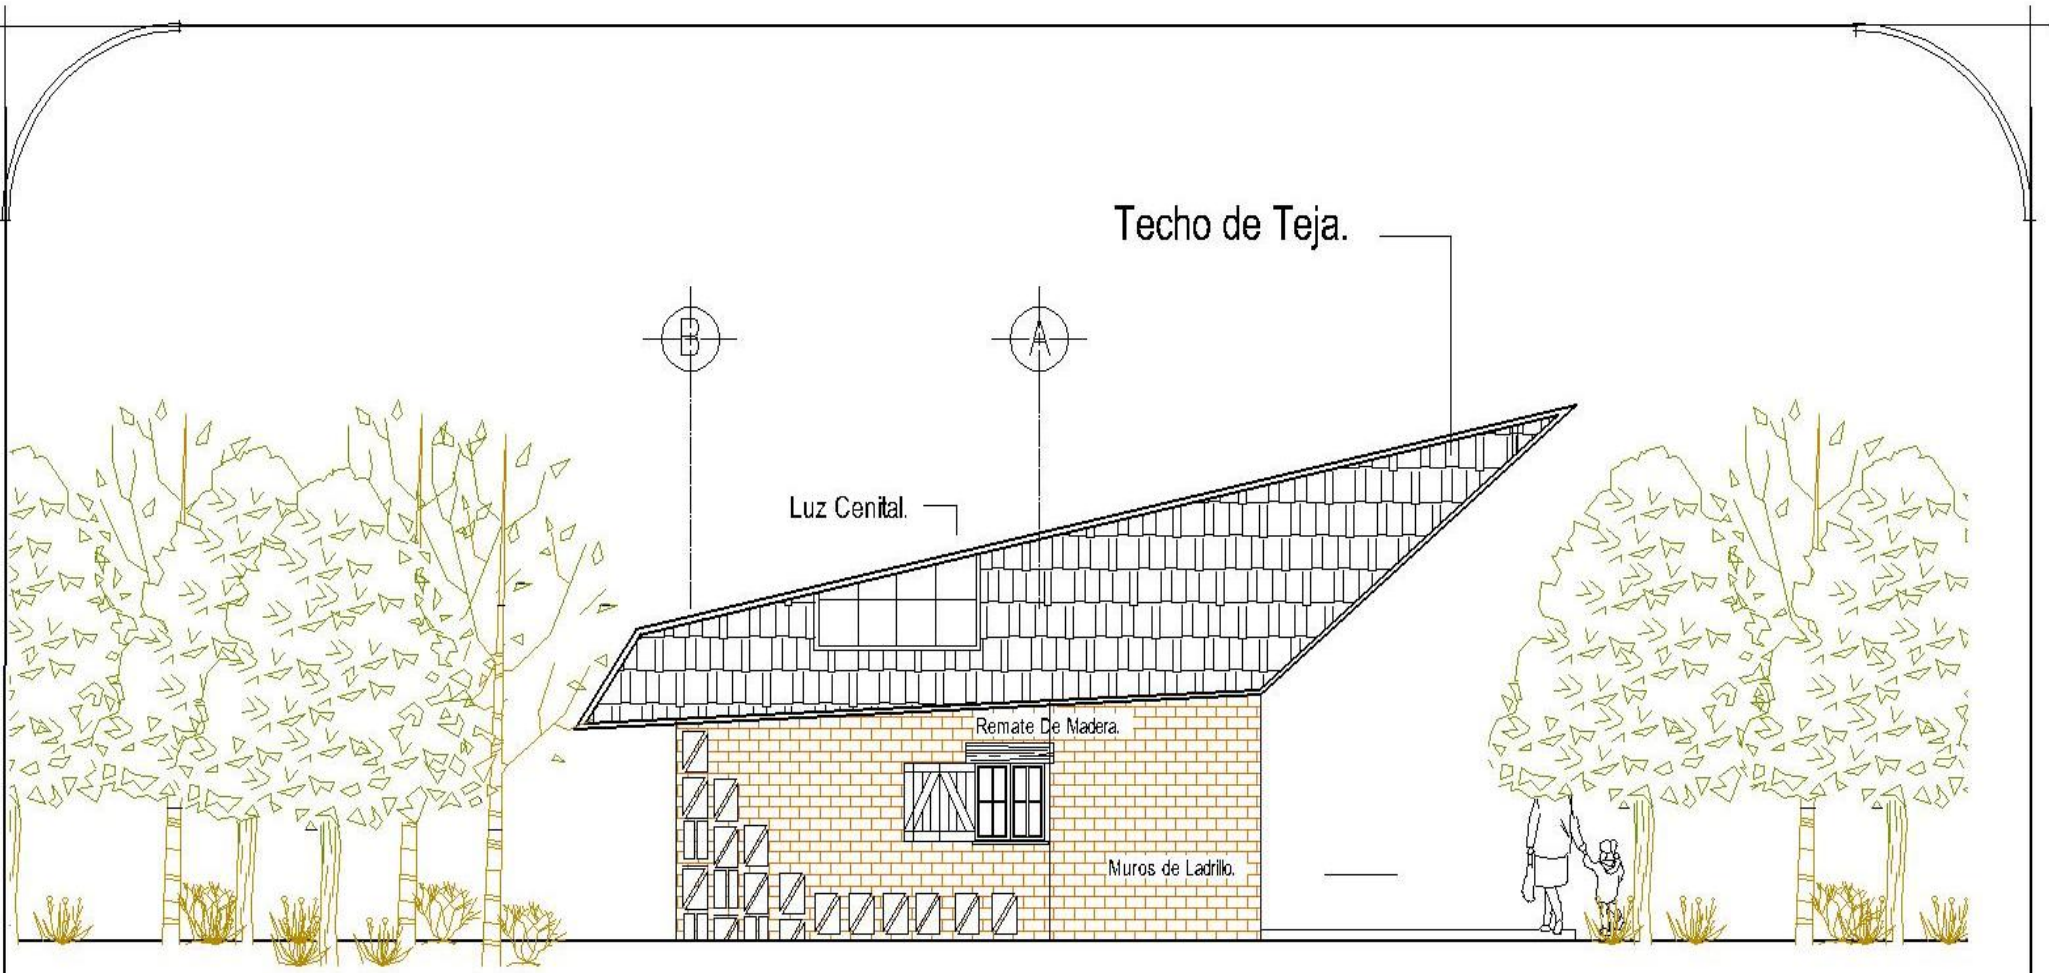 Techo de Teja.
B
A
Luz Cenital.
Remate De Madera.
Muros de Ladrillo.